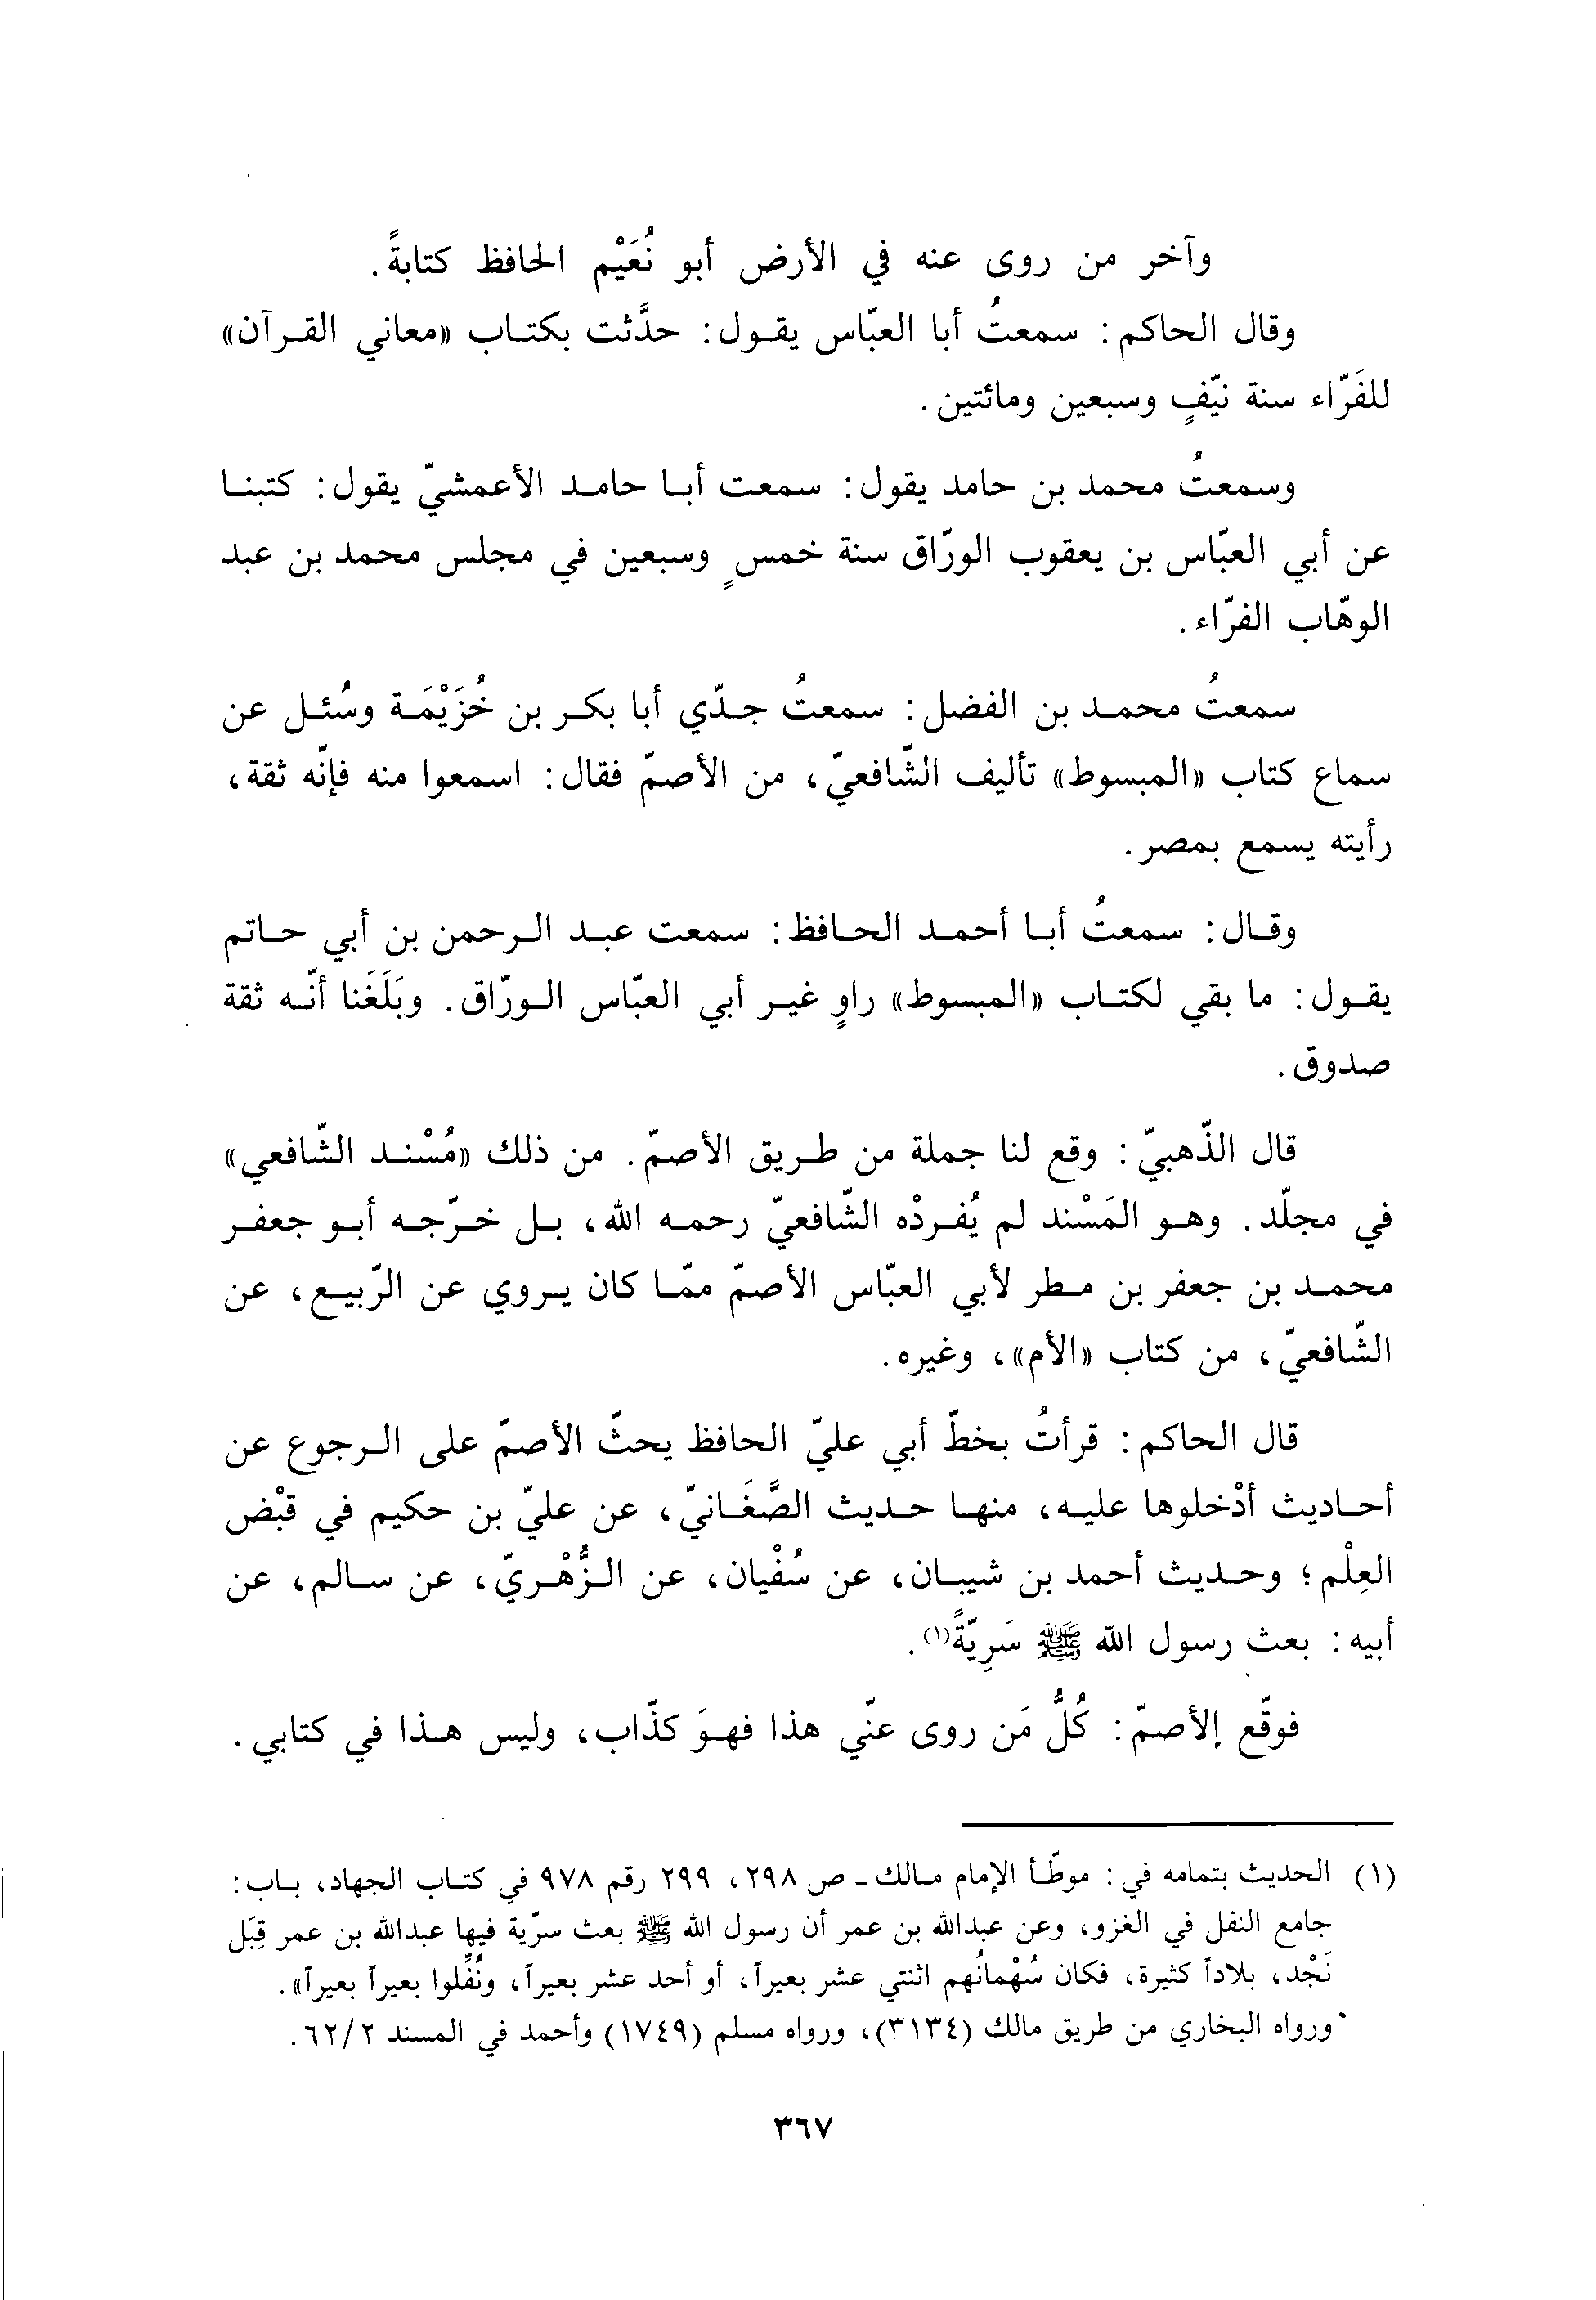 وآخر من روى عنه في الأرض أبو نُعَيْم الحافظ كتابةً.
وقال الحاكم: سمعتُ أبا العبّاس يقول: حدَّثت بكتاب «معاني القرآن»
للفَرّاء سنة نيّفٍ وسبعين ومائتين.
وسمعتُ محمد بن حامد يقول: سمعت أبا حامد الأعمشيّ يقول: كتبنا
عن أبي العبّاس بن يعقوب الورّاق سنة خمسٍ وسبعين في مجلس محمد بن عبد
الوهّاب الفرّاء.
سمعتُ محمد بن الفضل: سمعتُ جدّي أبا بكر بن خُزَيْمَة وسُئل عن
سماع كتاب «المبسوط» تأليف الشّافعيّ، من الأصمّ فقال: اسمعوا منه فإنّه ثقة،
رأيته يسمع بمصر.
وقال: سمعتُ أبا أحمد الحافظ: سمعت عبد الرحمن بن أبي حاتم
يقول: ما بقي لكتاب «المبسوط» راوٍ غير أبي العبّاس الورّاق. وبَلَغَنا أنّه ثقة
صدوق.
قال الذّهبيّ: وقع لنا جملة من طريق الأصمّ. من ذلك «مُسْند الشّافعي»
في مجلّد. وهو المَسْند لم يُفردْه الشّافعيّ رحمه الله، بل خرّجه أبو جعفر
محمد بن جعفر بن مطر لأبي العبّاس الأصمّ ممّا كان يروي عن الرّبيع، عن
الشّافعيّ، من كتاب «الأم»، وغيره.
قال الحاكم: قرأتُ بخطّ أبي عليّ الحافظ يحثّ الأصمّ على الرجوع عن
أحاديث أدْخلوها عليه، منها حديث الصَّغَانيّ، عن عليّ بن حكيم في قبْض
العِلْم؛ وحديث أحمد بن شيبان، عن سُفْيان، عن الزُّهْريّ، عن سالم، عن
أبيه: بعث رسول الله ﷺ سَرِيّةً(١).
فوقّع إلأصمّ: كُلُّ مَن روى عنّي هذا فهوَ كذّاب، وليس هذا في كتابي.
(١) الحديث بتمامه في: موطّأ الإمام مالك - ص ٢٩٨، ٢٩٩ رقم ٩٧٨ في كتاب الجهاد، باب:
جامع النفل في الغزو، وعن عبدالله بن عمر أن رسول الله ﷺ بعث سرّية فيها عبدالله بن عمر قِبَل
نَجْد، بلاداً كثيرة، فكان سُهْمانُهم اثنتي عشر بعيراً، أو أحد عشر بعيراً، ونُفِّلوا بعيراً بعيراً».
ورواه البخاري من طريق مالك (٣١٣٤)، ورواه مسلم (١٧٤٩) وأحمد في المسند ٢/‏٦٢.
٣٦٧